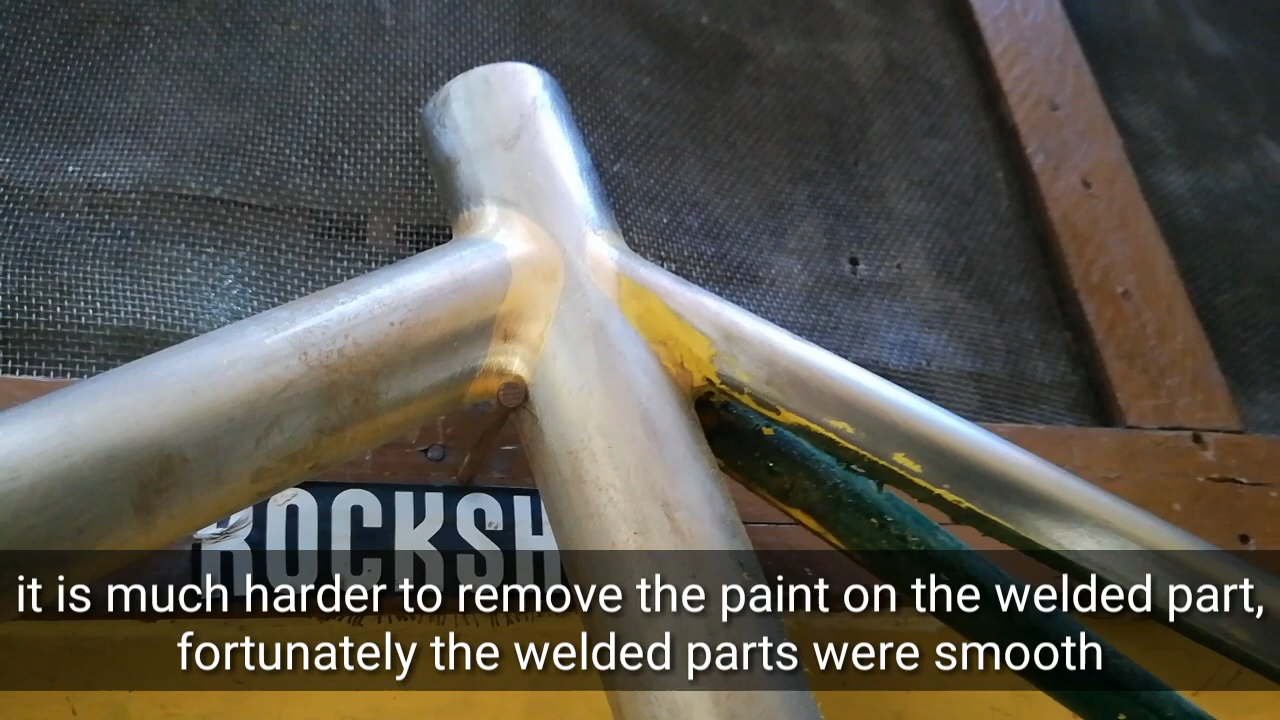 ROCKSH
it is much harder to remove the paint on the welded part,
fortunately the welded parts were smooth